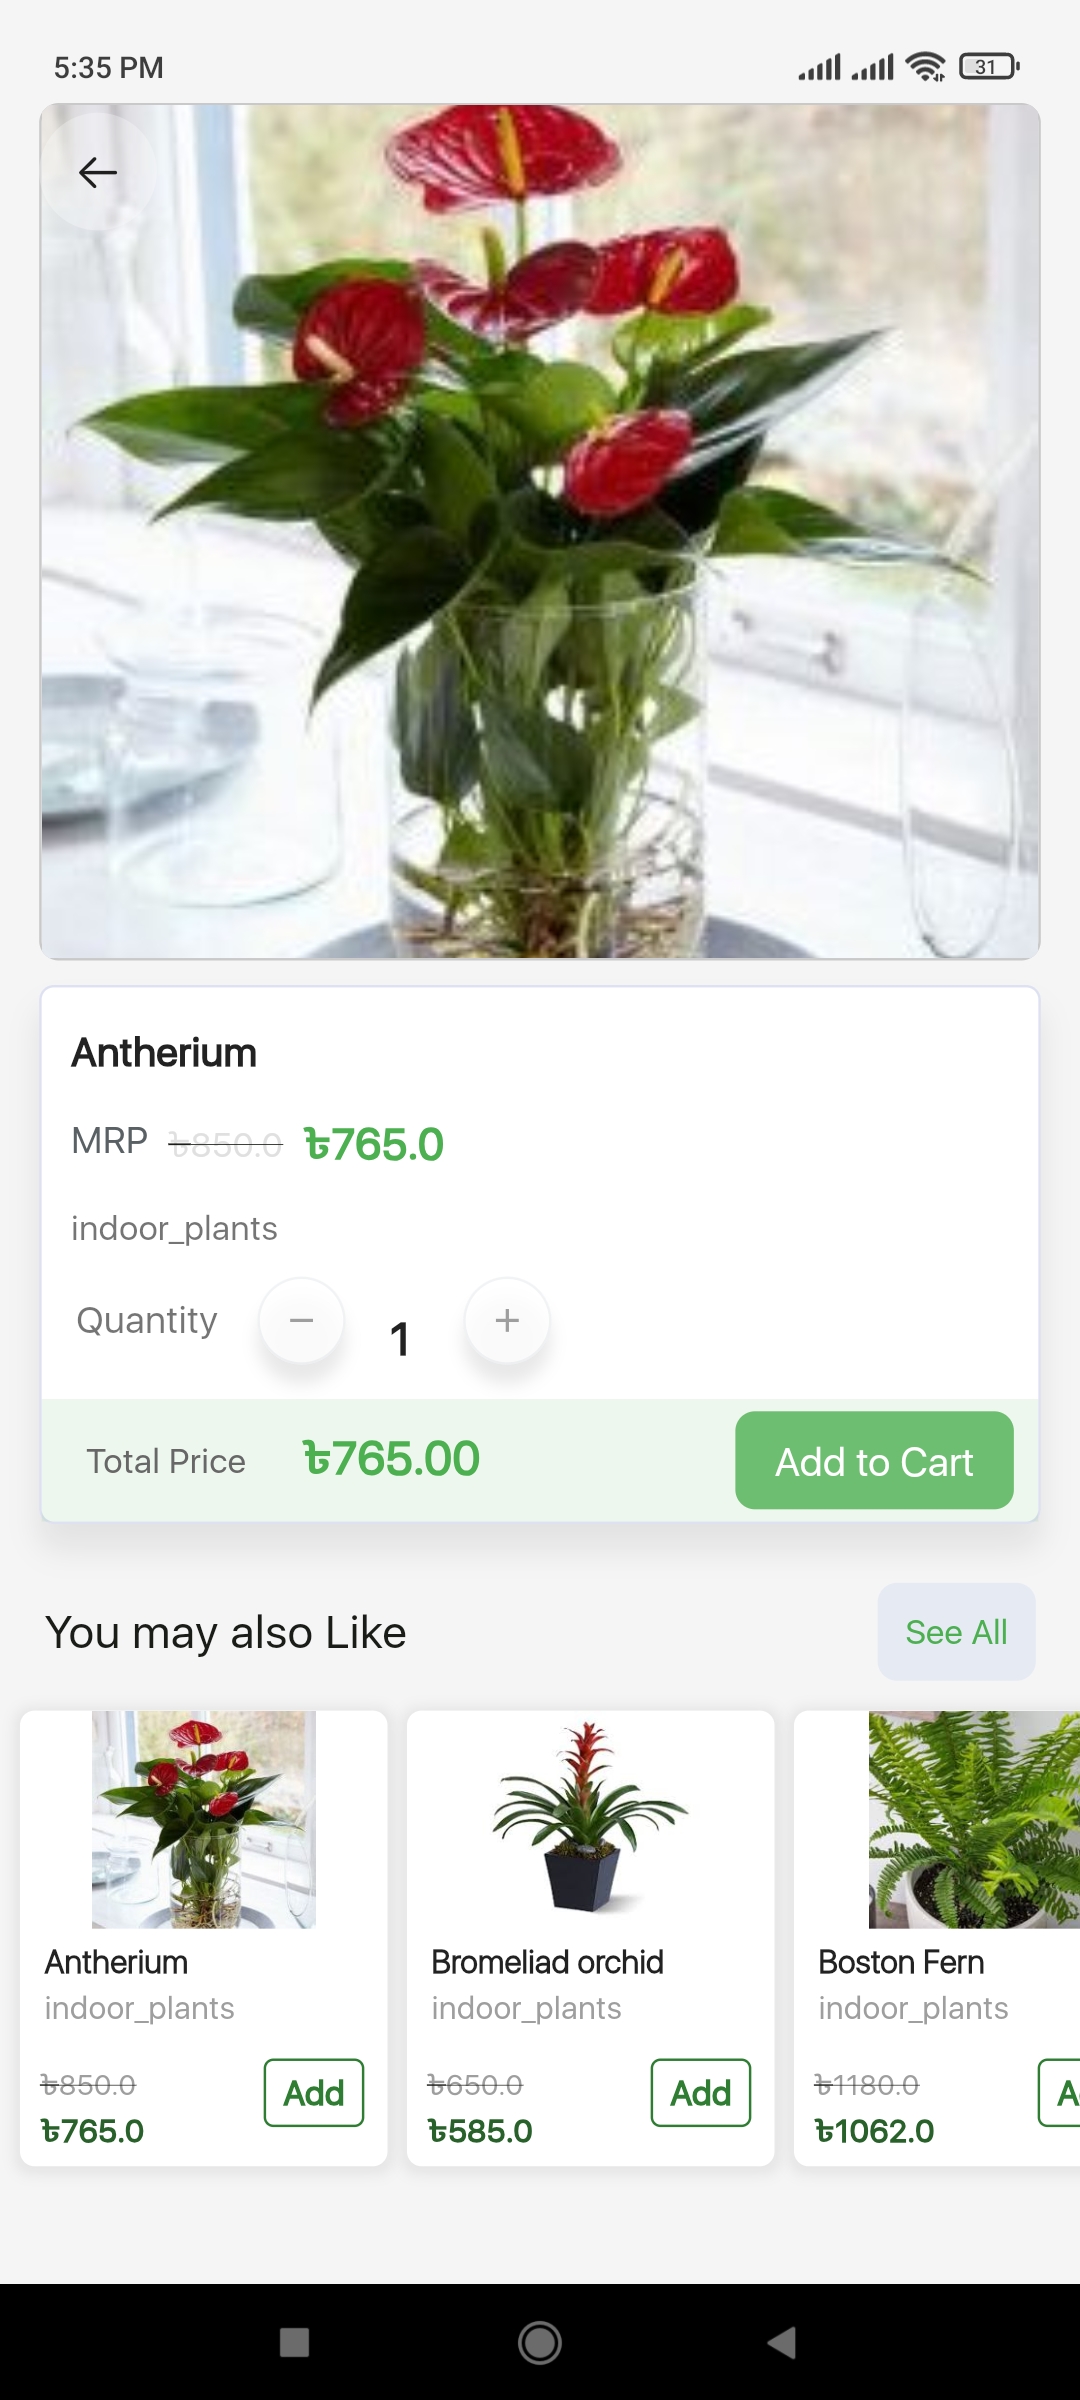 5:35 PM
31
Antherium
MRP ৳850.0 ৳765.0
indoor_plants
Quantity − 1 +
Total Price ৳765.00 Add to Cart
You may also Like See All
Antherium
indoor_plants
৳850.0
৳765.0
Add
Bromeliad orchid
indoor_plants
৳650.0
৳585.0
Add
Boston Fern
indoor_plants
৳1180.0
৳1062.0